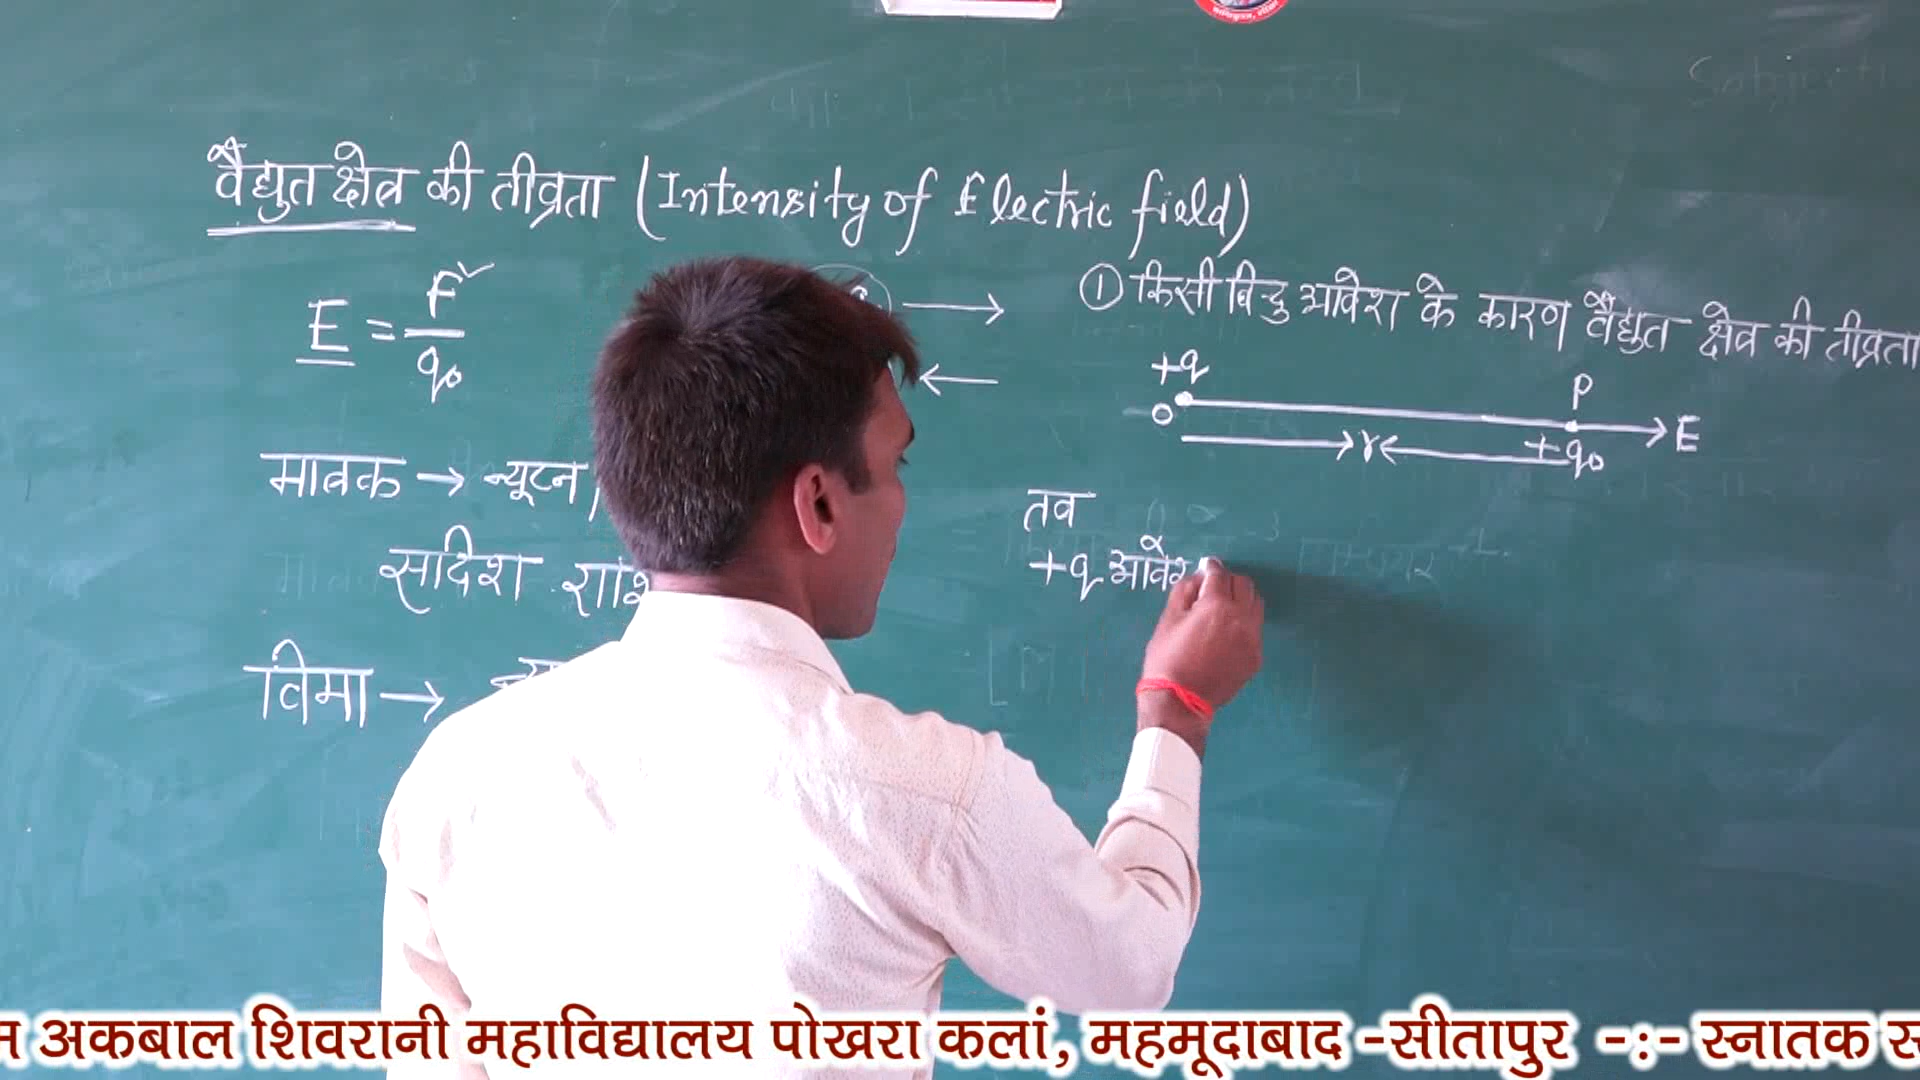 वैद्युत क्षेत्र की तीव्रता (Intensity of Electric field)
E = F / q₀
मात्रक → न्यूटन/
सदिश राशि
विमा →
① किसी बिन्दु आवेश के कारण वैद्युत क्षेत्र की तीव्रता
+q
P
O
E
r
+q₀
तब
+q आवेश
अकबाल शिवरानी महाविद्यालय पोखरा कलां, महमूदाबाद -सीतापुर -:- स्नातक